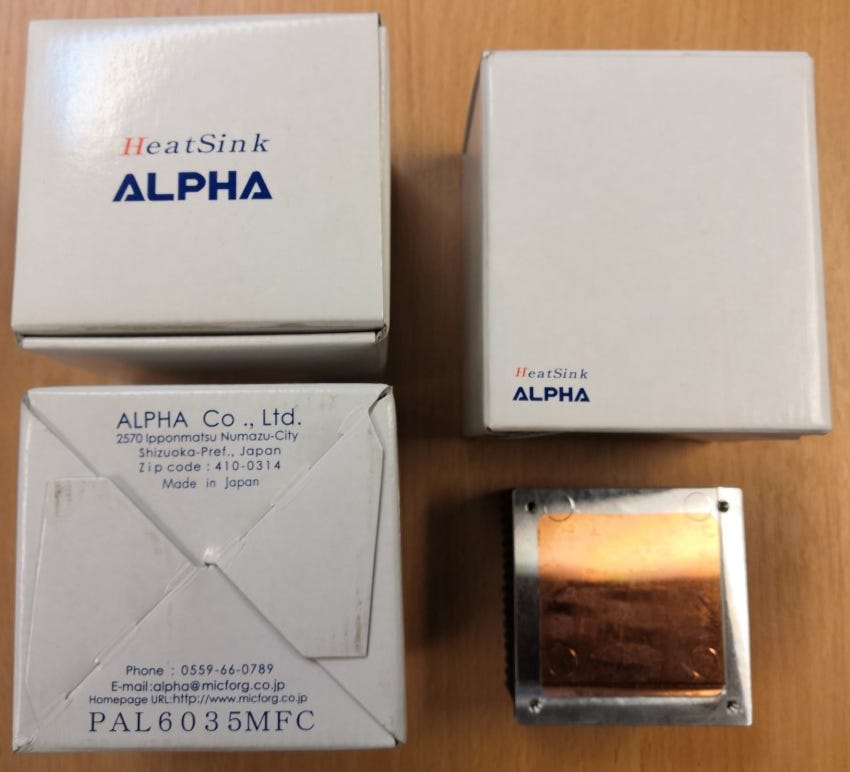 HeatSink
ALPHA
HeatSink
ALPHA
ALPHA Co ., Ltd.
2570 Ipponmatsu Numazu-City
Shizuoka-Pref., Japan
Zip code : 410-0314
Made in Japan
Phone : 0559-66-0789
E-mail:alpha@micforg.co.jp
Homepage URL:http://www.micforg.co.jp
PAL6035MFC